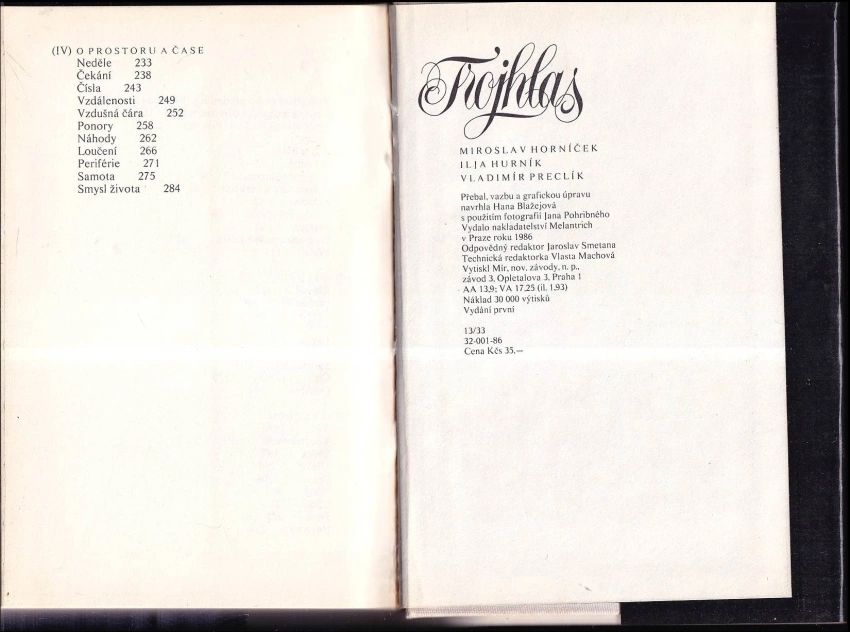 (IV) O PROSTORU A ČASE
Neděle 233
Čekání 238
Čísla 243
Vzdálenosti 249
Vzdušná čára 252
Ponory 258
Náhody 262
Loučení 266
Periférie 271
Samota 275
Smysl života 284
Trojhlas
MIROSLAV HORNÍČEK
ILJA HURNÍK
VLADIMÍR PRECLÍK
Přebal, vazbu a grafickou úpravu
navrhla Hana Blažejová
s použitím fotografií Jana Pohribného
Vydalo nakladatelství Melantrich
v Praze roku 1986
Odpovědný redaktor Jaroslav Smetana
Technická redaktorka Vlasta Machová
Vytiskl Mír, nov. závody, n. p.,
závod 3, Opletalova 3, Praha 1
AA 13,9; VA 17,25 (il. 1,93)
Náklad 30 000 výtisků
Vydání první
13/33
32-001-86
Cena Kčs 35.—